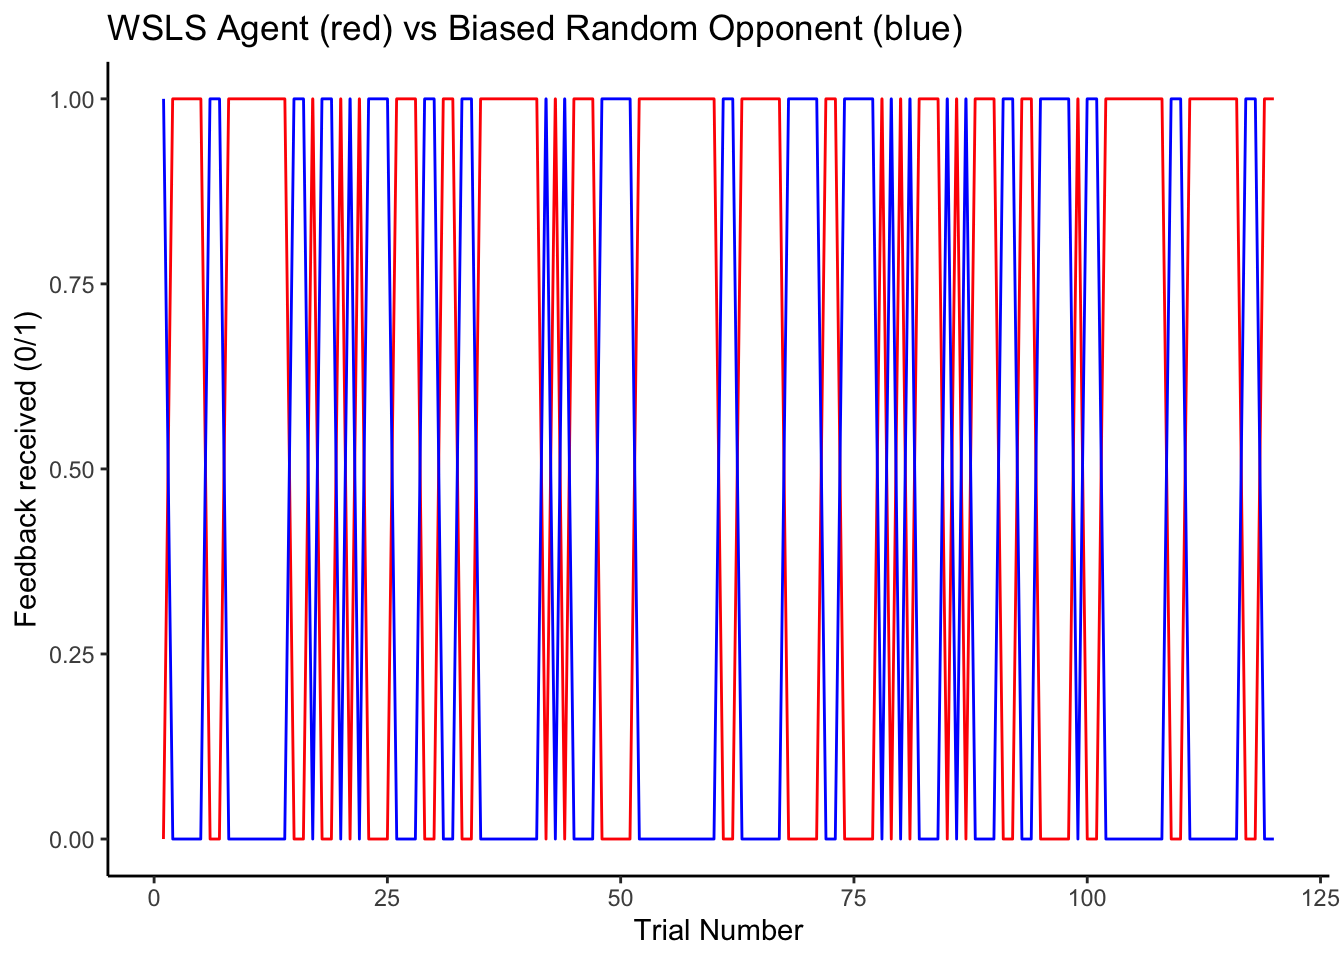 WSLS Agent (red) vs Biased Random Opponent (blue)
Feedback received (0/1)
1.00
0.75
0.50
0.25
0.00
0 25 50 75 100 125
Trial Number